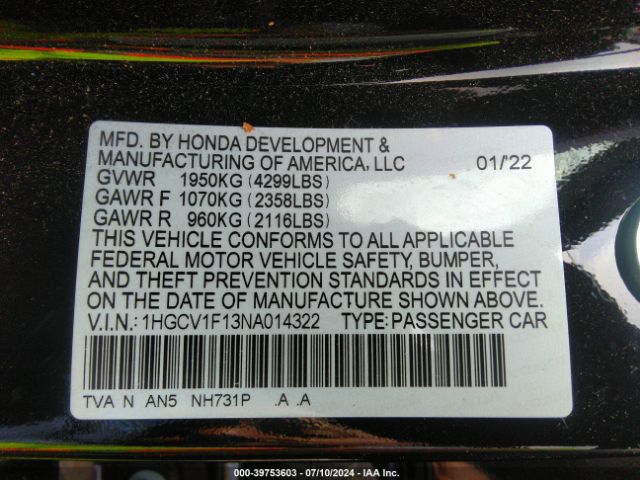 MFD. BY HONDA DEVELOPMENT &
MANUFACTURING OF AMERICA, LLC 01/22
GVWR 1950KG (4299LBS)
GAWR F 1070KG (2358LBS)
GAWR R 960KG (2116LBS)
THIS VEHICLE CONFORMS TO ALL APPLICABLE
FEDERAL MOTOR VEHICLE SAFETY, BUMPER,
AND THEFT PREVENTION STANDARDS IN EFFECT
ON THE DATE OF MANUFACTURE SHOWN ABOVE.
V.I.N.: 1HGCV1F13NA014322 TYPE: PASSENGER CAR
TVA N AN5 NH731P .A .A
000-39753603 - 07/10/2024 - IAA Inc.